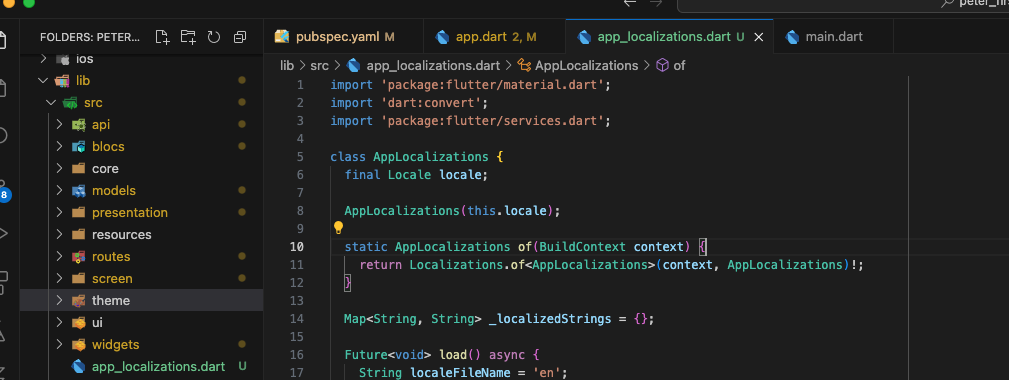 peter_hrs
FOLDERS: PETER...
pubspec.yaml M
app.dart 2, M
app_localizations.dart U
main.dart
lib > src > app_localizations.dart > AppLocalizations > of
ios
lib
src
api
blocs
core
models
presentation
resources
routes
screen
theme
ui
widgets
app_localizations.dart U
8
1 import 'package:flutter/material.dart';
2 import 'dart:convert';
3 import 'package:flutter/services.dart';
4
5 class AppLocalizations {
6 final Locale locale;
7
8 AppLocalizations(this.locale);
9
10 static AppLocalizations of(BuildContext context) {
11 return Localizations.of<AppLocalizations>(context, AppLocalizations)!;
12 }
13
14 Map<String, String> _localizedStrings = {};
15
16 Future<void> load() async {
17 String localeFileName = 'en';